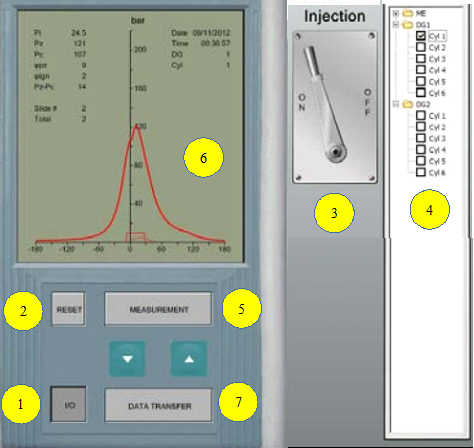 bar
Pi 24.5
Pz 121
Pc 107
φpz 9
φign 2
Pz-Pc 14
Slide # 2
Total 2
Date 09/11/2012
Time 00:36:57
DG 1
Cyl 1
200
160
120
80
40
-180 -120 -60 0 60 120 180
6
2
RESET
MEASUREMENT
5
1
I/O
DATA TRANSFER
7
Injection
ON
OFF
3
ME
DG1
Cyl 1
Cyl 2
Cyl 3
Cyl 4
Cyl 5
Cyl 6
DG2
Cyl 1
Cyl 2
Cyl 3
Cyl 4
Cyl 5
Cyl 6
4